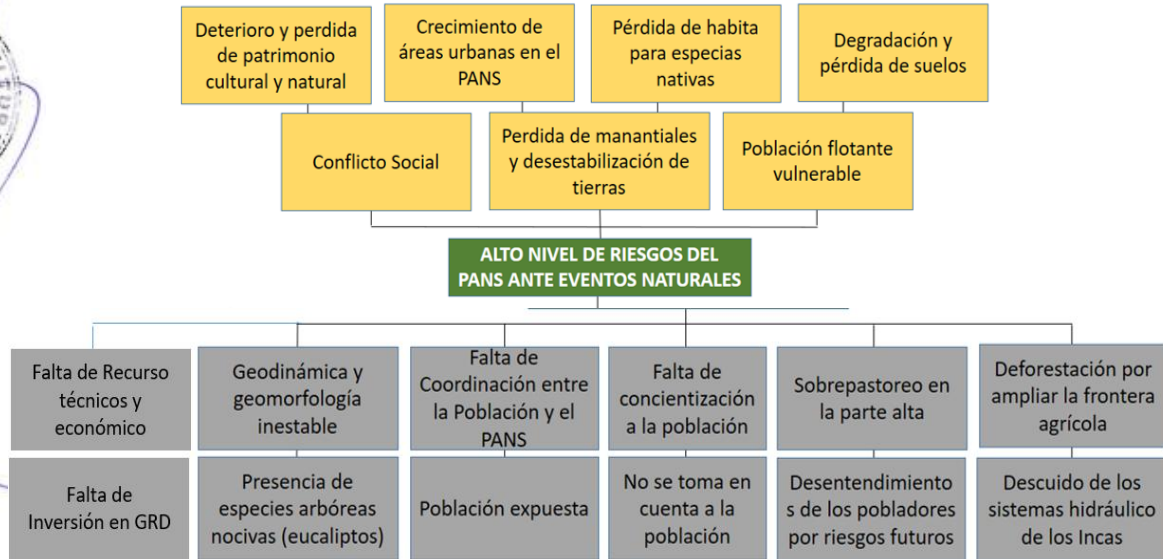 Deterioro y perdida
de patrimonio
cultural y natural
Crecimiento de
áreas urbanas en el
PANS
Pérdida de habita
para especias
nativas
Degradación y
pérdida de suelos
Conflicto Social
Perdida de manantiales
y desestabilización de
tierras
Población flotante
vulnerable
ALTO NIVEL DE RIESGOS DEL
PANS ANTE EVENTOS NATURALES
Falta de Recurso
técnicos y
económico
Geodinámica y
geomorfología
inestable
Falta de
Coordinación entre
la Población y el
PANS
Falta de
concientización
a la población
Sobrepastoreo en
la parte alta
Deforestación por
ampliar la frontera
agrícola
Falta de
Inversión en GRD
Presencia de
especies arbóreas
nocivas (eucaliptos)
Población expuesta
No se toma en
cuenta a la
población
Desentendimiento
s de los pobladores
por riesgos futuros
Descuido de los
sistemas hidráulico
de los Incas